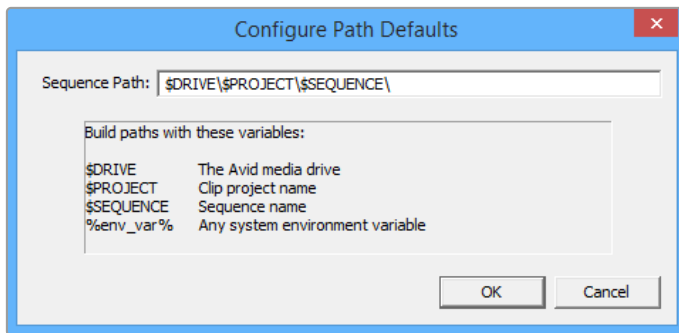 Configure Path Defaults
Sequence Path: $DRIVE\$PROJECT\$SEQUENCE\
Build paths with these variables:
$DRIVE The Avid media drive
$PROJECT Clip project name
$SEQUENCE Sequence name
%env_var% Any system environment variable
OK Cancel